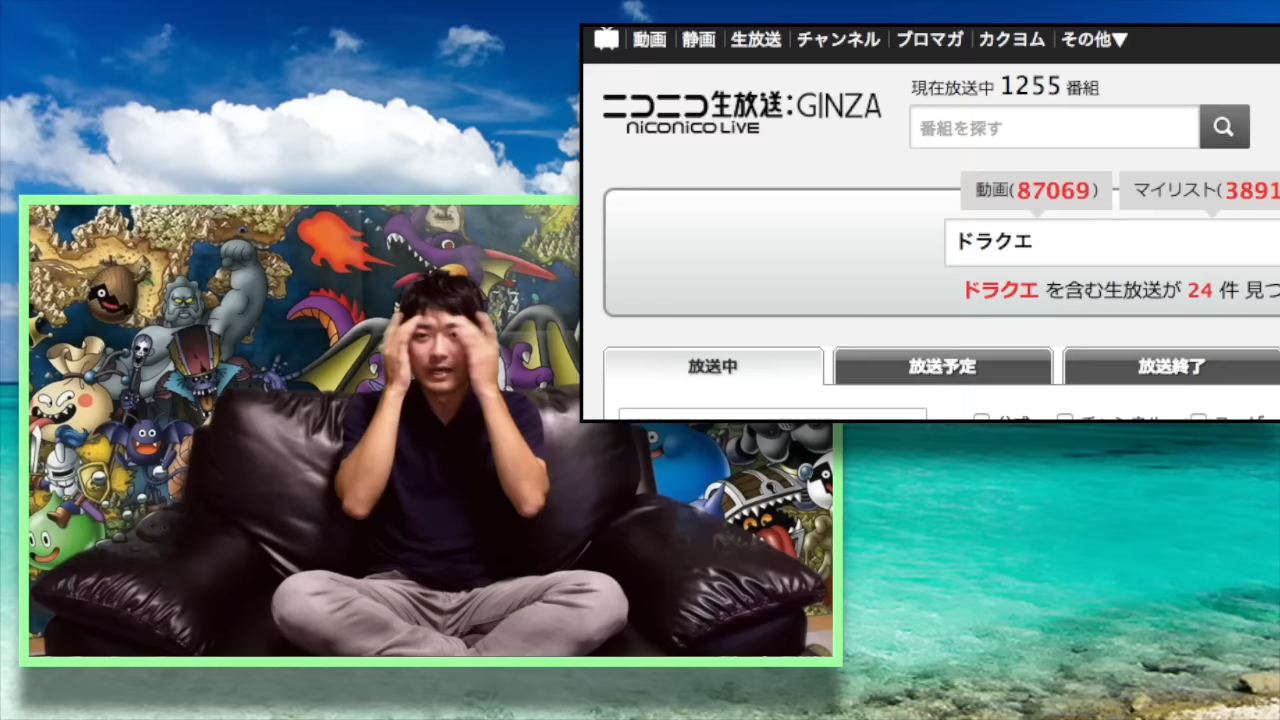 動画 静画 生放送 チャンネル ブロマガ カクヨム その他▼
現在放送中 1255 番組
ニコニコ生放送:GINZA
niconico LiVE
番組を探す
動画(87069) マイリスト(3891
ドラクエ
ドラクエ を含む生放送が 24 件 見つ
放送中 放送予定 放送終了